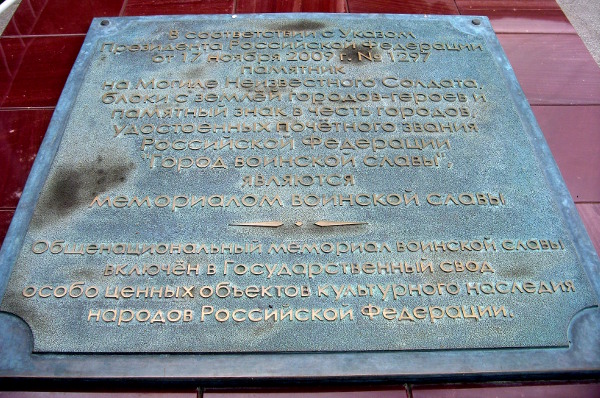 В соответствии с Указом
Президента Российской Федерации
от 17 ноября 2009 г. № 1297
памятник
на Могиле Неизвестного Солдата,
блоки с землёй городов-героев и
памятный знак в честь городов,
удостоенных почётного звания
Российской Федерации
"Город воинской славы",
являются
мемориалом воинской славы
Общенациональный мемориал воинской славы
включён в Государственный свод
особо ценных объектов культурного наследия
народов Российской Федерации.